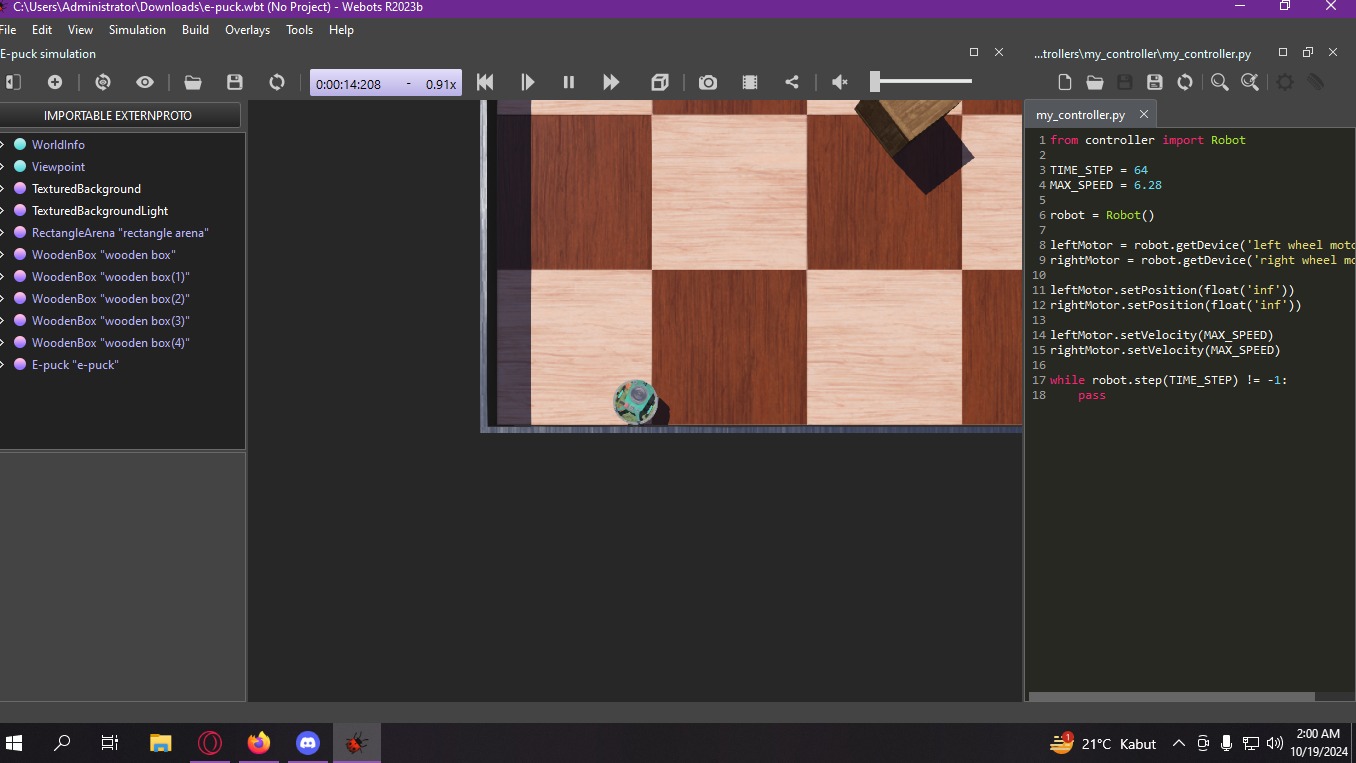 C:\Users\Administrator\Downloads\e-puck.wbt (No Project) - Webots R2023b
File Edit View Simulation Build Overlays Tools Help
E-puck simulation
...trollers\my_controller\my_controller.py
0:00:14:208 - 0.91x
IMPORTABLE EXTERNPROTO
WorldInfo
Viewpoint
TexturedBackground
TexturedBackgroundLight
RectangleArena "rectangle arena"
WoodenBox "wooden box"
WoodenBox "wooden box(1)"
WoodenBox "wooden box(2)"
WoodenBox "wooden box(3)"
WoodenBox "wooden box(4)"
E-puck "e-puck"
my_controller.py
1 from controller import Robot
2
3 TIME_STEP = 64
4 MAX_SPEED = 6.28
5
6 robot = Robot()
7
8 leftMotor = robot.getDevice('left wheel moto
9 rightMotor = robot.getDevice('right wheel mo
10
11 leftMotor.setPosition(float('inf'))
12 rightMotor.setPosition(float('inf'))
13
14 leftMotor.setVelocity(MAX_SPEED)
15 rightMotor.setVelocity(MAX_SPEED)
16
17 while robot.step(TIME_STEP) != -1:
18 pass
1
21°C Kabut
2:00 AM
10/19/2024